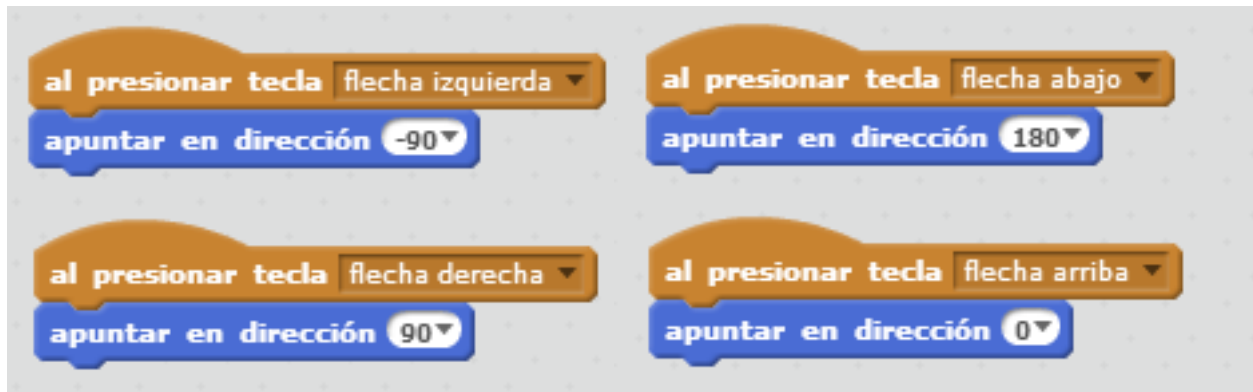 al presionar tecla flecha izquierda
apuntar en dirección -90
al presionar tecla flecha abajo
apuntar en dirección 180
al presionar tecla flecha derecha
apuntar en dirección 90
al presionar tecla flecha arriba
apuntar en dirección 0